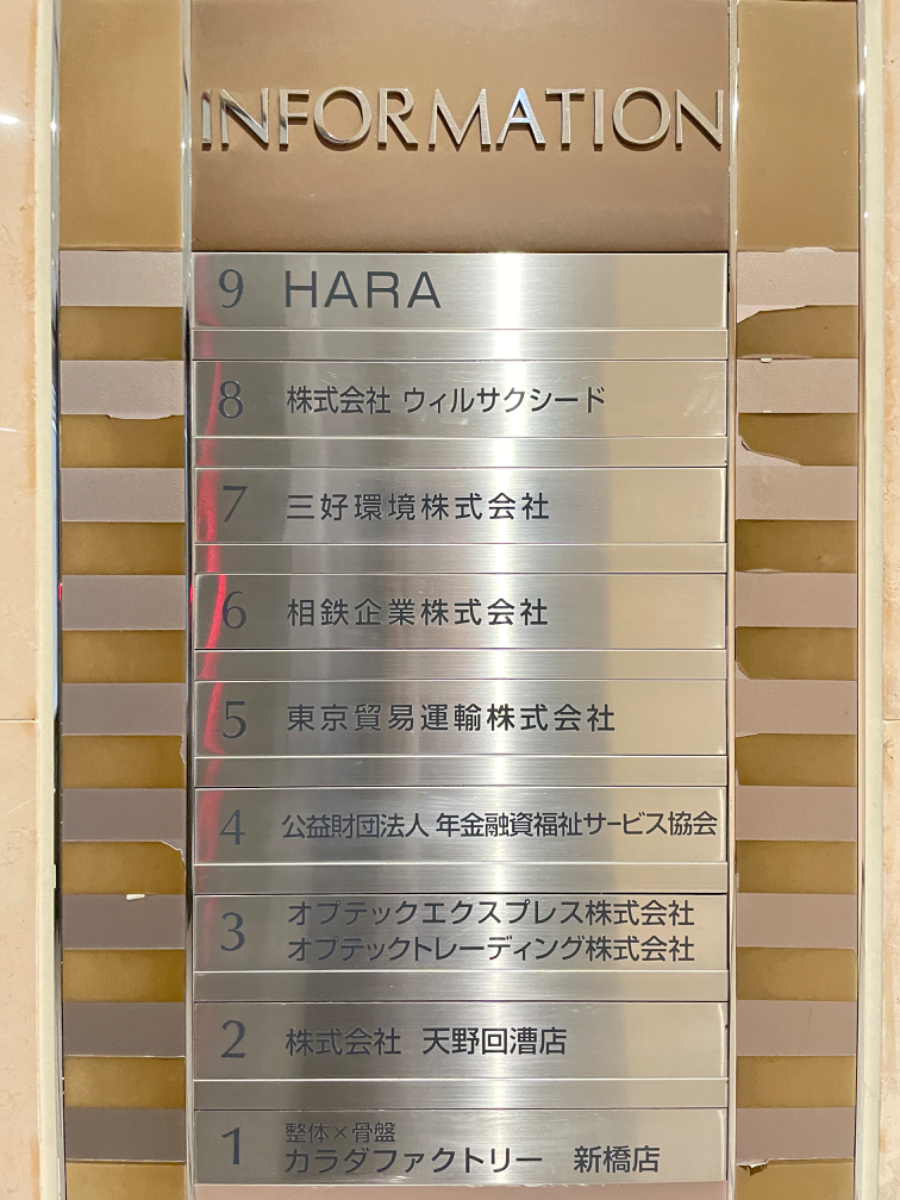 INFORMATION
9 HARA
8 株式会社 ウィルサクシード
7 三好環境株式会社
6 相鉄企業株式会社
5 東京貿易運輸株式会社
4 公益財団法人 年金融資福祉サービス協会
3 オプテックエクスプレス株式会社
オプテックトレーディング株式会社
2 株式会社 天野回漕店
1 整体×骨盤
カラダファクトリー 新橋店